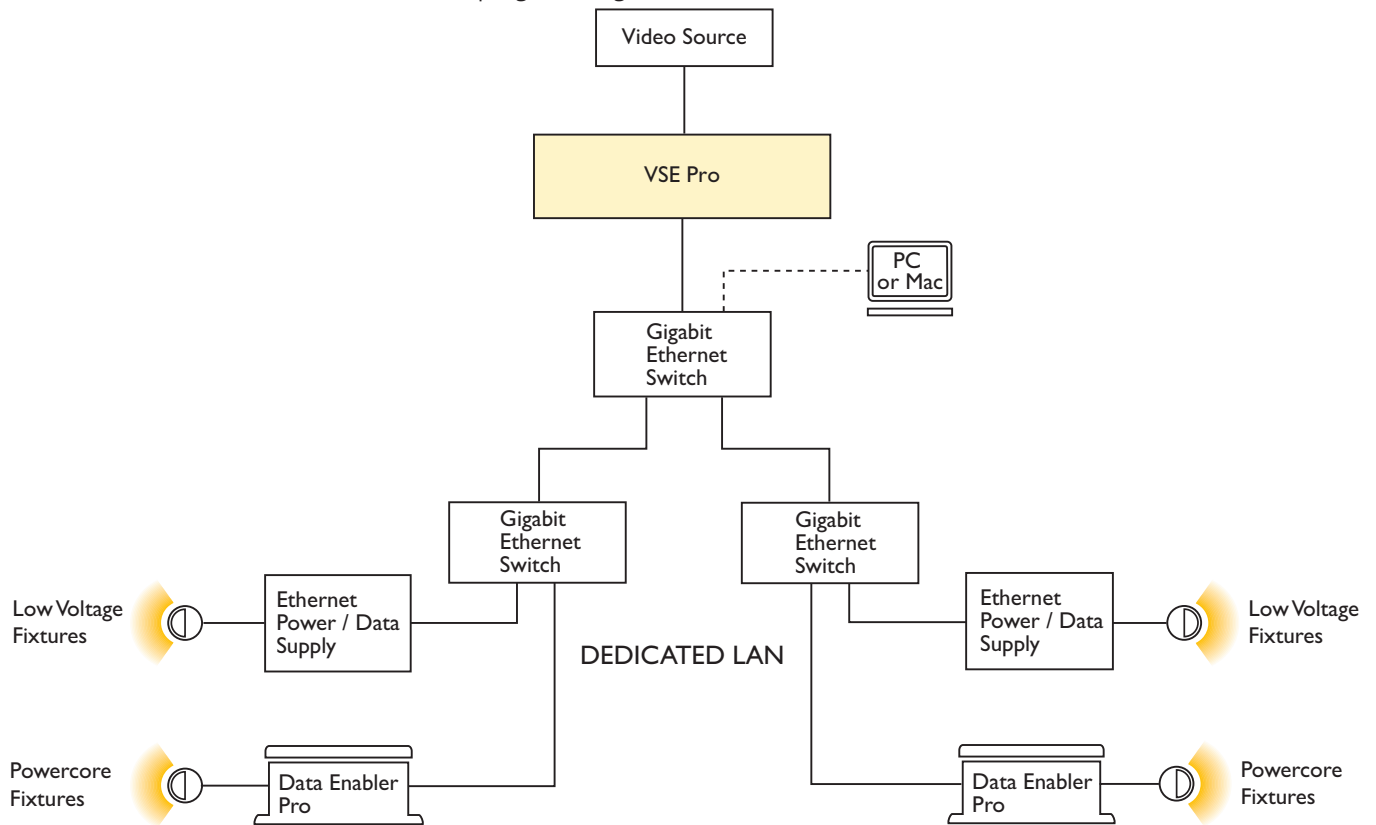 Video Source
VSE Pro
PC
or Mac
Gigabit
Ethernet
Switch
Gigabit
Ethernet
Switch
Gigabit
Ethernet
Switch
Low Voltage
Fixtures
Ethernet
Power / Data
Supply
DEDICATED LAN
Ethernet
Power / Data
Supply
Low Voltage
Fixtures
Powercore
Fixtures
Data Enabler
Pro
Data Enabler
Pro
Powercore
Fixtures